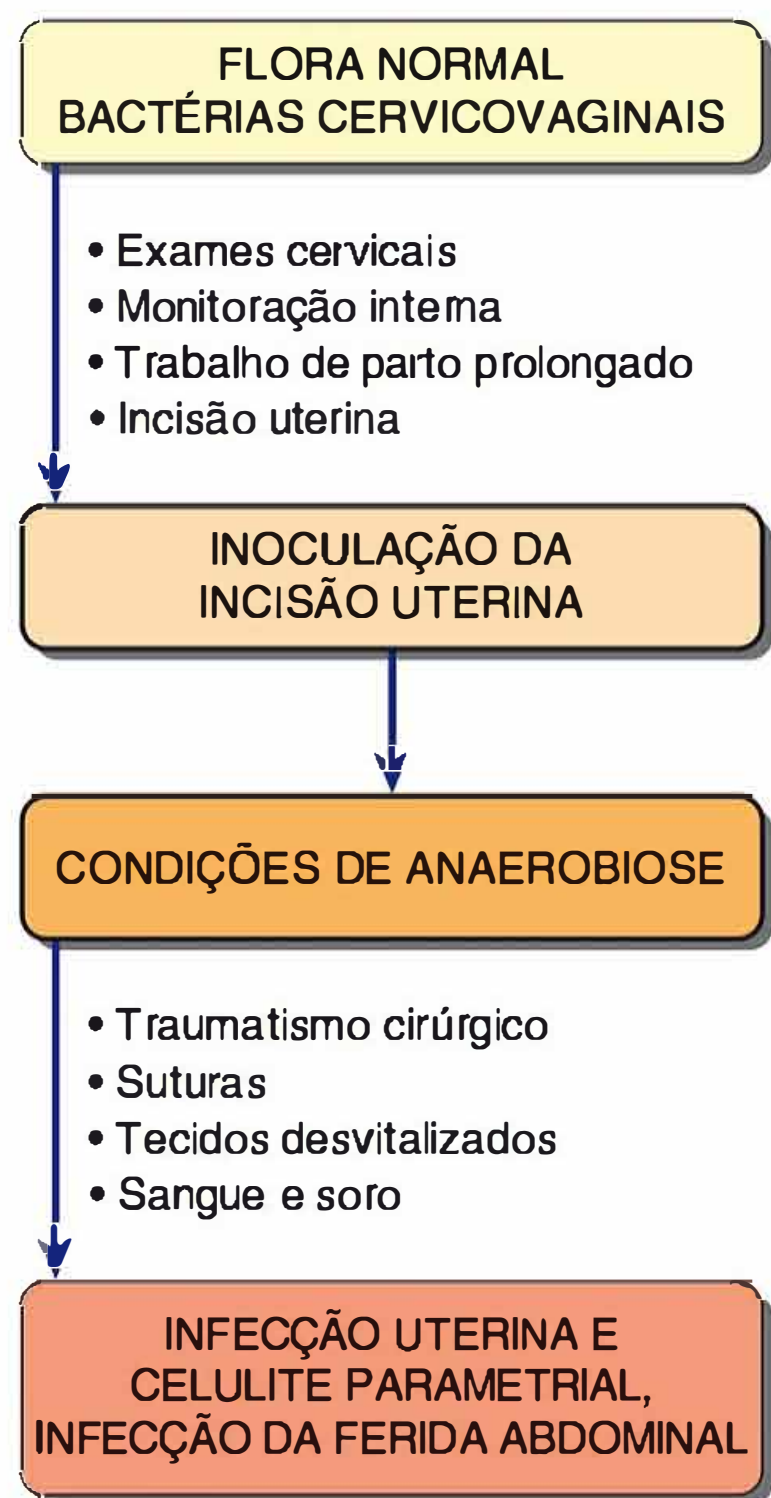 FLORA NORMAL
BACTÉRIAS CERVICOVAGINAIS
• Exames cervicais
• Monitoração interna
• Trabalho de parto prolongado
• Incisão uterina
INOCULAÇÃO DA
INCISÃO UTERINA
CONDIÇÕES DE ANAEROBIOSE
• Traumatismo cirúrgico
• Suturas
• Tecidos desvitalizados
• Sangue e soro
INFECÇÃO UTERINA E
CELULITE PARAMETRIAL,
INFECÇÃO DA FERIDA ABDOMINAL